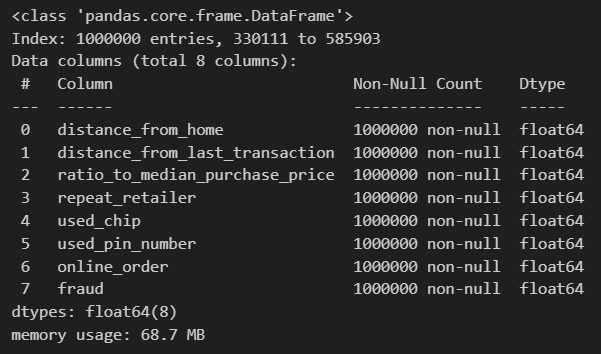 <class 'pandas.core.frame.DataFrame'>
Index: 1000000 entries, 330111 to 585903
Data columns (total 8 columns):
 #   Column                          Non-Null Count    Dtype
---  ------                          --------------    -----
 0   distance_from_home              1000000 non-null  float64
 1   distance_from_last_transaction  1000000 non-null  float64
 2   ratio_to_median_purchase_price  1000000 non-null  float64
 3   repeat_retailer                 1000000 non-null  float64
 4   used_chip                       1000000 non-null  float64
 5   used_pin_number                 1000000 non-null  float64
 6   online_order                    1000000 non-null  float64
 7   fraud                           1000000 non-null  float64
dtypes: float64(8)
memory usage: 68.7 MB